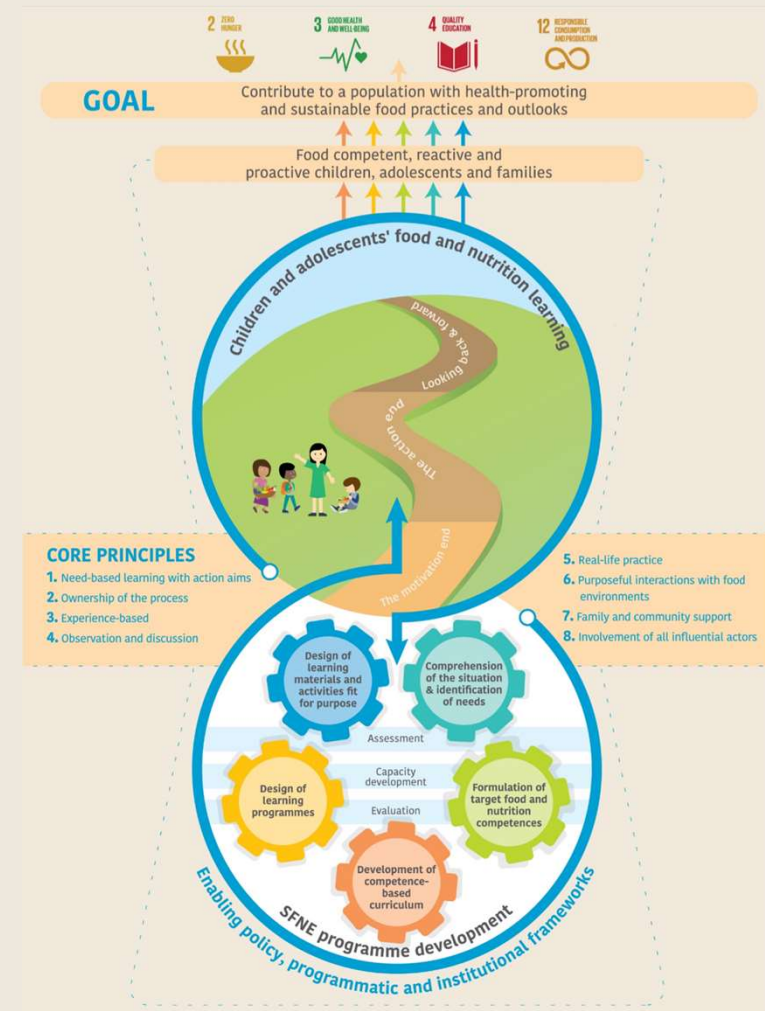 2 ZERO
HUNGER
3 GOOD HEALTH
AND WELL-BEING
4 QUALITY
EDUCATION
12 RESPONSIBLE
CONSUMPTION
AND PRODUCTION
GOAL
Contribute to a population with health-promoting
and sustainable food practices and outlooks
Food competent, reactive and
proactive children, adolescents and families
Children and adolescents' food and nutrition learning
Looking back & forward
The action end
The motivation end
CORE PRINCIPLES
1. Need-based learning with action aims
2. Ownership of the process
3. Experience-based
4. Observation and discussion
5. Real-life practice
6. Purposeful interactions with food
environments
7. Family and community support
8. Involvement of all influential actors
Design of
learning
materials and
activities fit
for purpose
Comprehension
of the situation
& identification
of needs
Assessment
Capacity
development
Evaluation
Design of
learning
programmes
Formulation of
target food and
nutrition
competences
Development of
competence-
based
curriculum
SFNE programme development
Enabling policy, programmatic and institutional frameworks